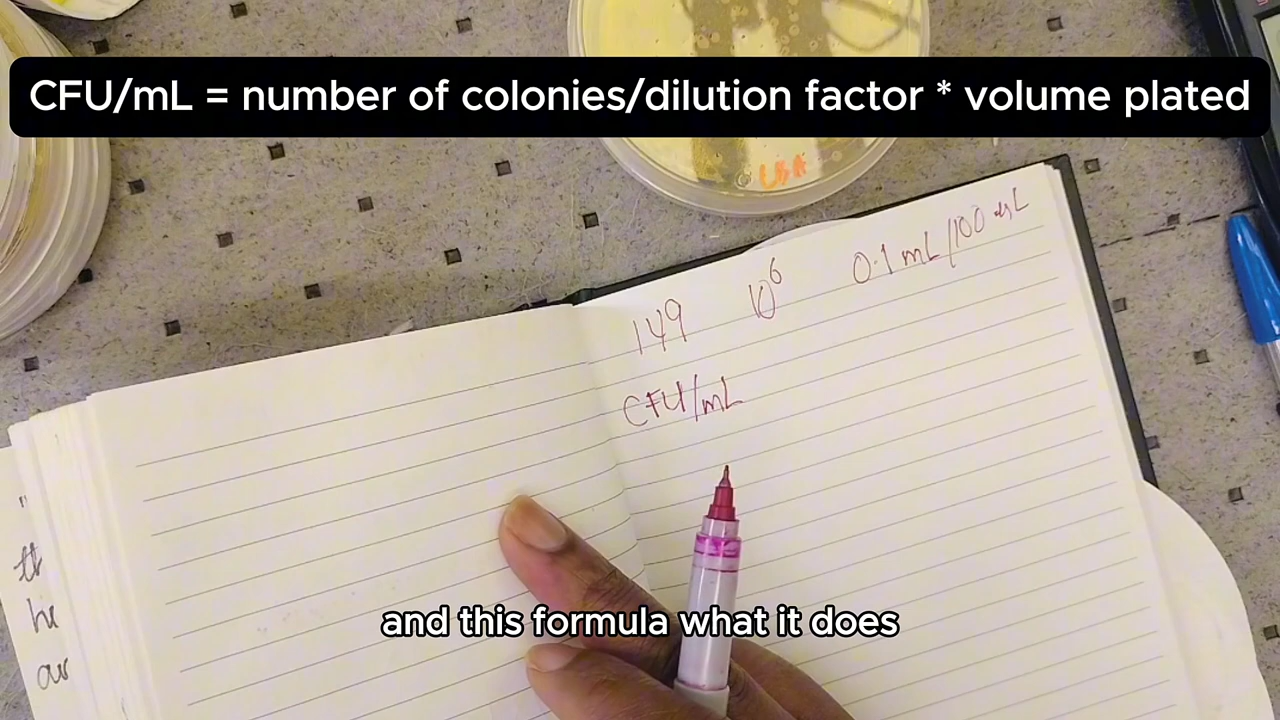 CFU/mL = number of colonies/dilution factor * volume plated
149 10⁶ 0.1 mL/100 µL
CFU/mL
and this formula what it does